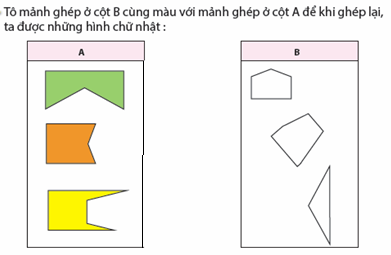 Tô mảnh ghép ở cột B cùng màu với mảnh ghép ở cột A để khi ghép lại,
ta được những hình chữ nhật :
A
B